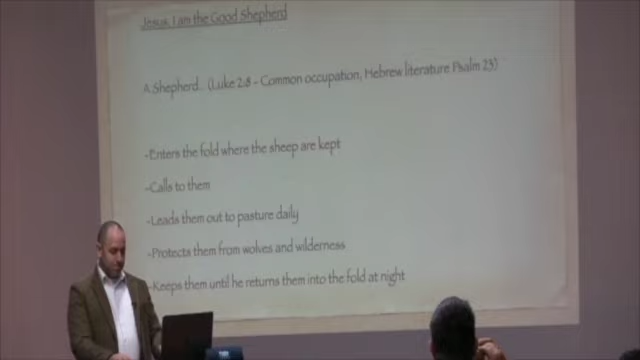 Jesus, I am the Good Shepherd
A Shepherd... (Luke 2:8 - Common occupation, Hebrew literature Psalm 23)
-Enters the fold where the sheep are kept
-Calls to them
-Leads them out to pasture daily
-Protects them from wolves and wilderness
-Keeps them until he returns them into the fold at night